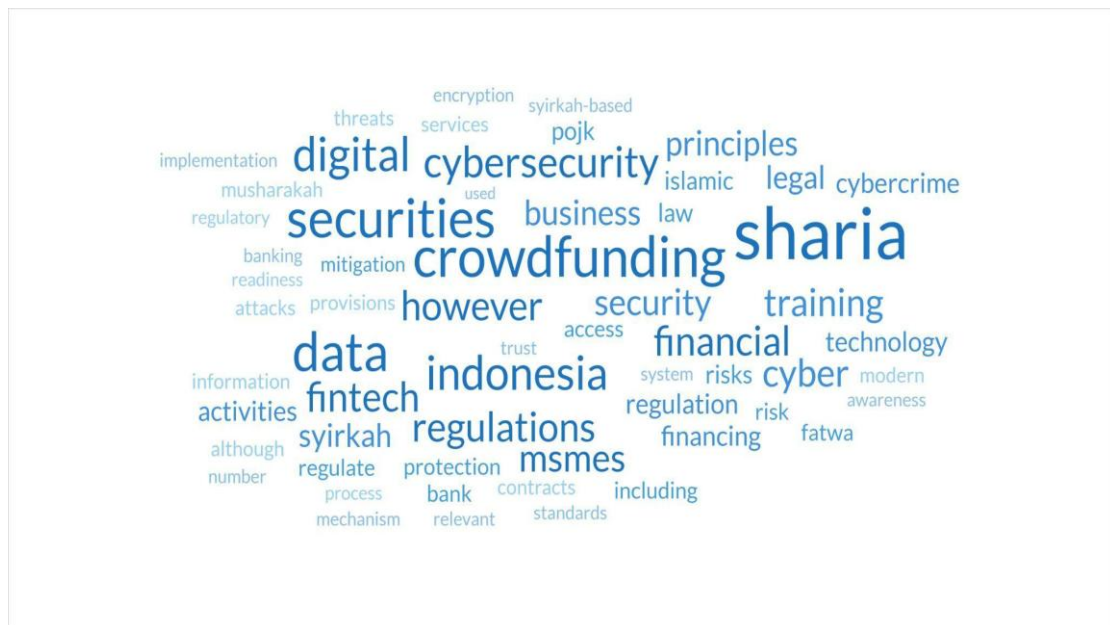 encryption
syirkah-based
threats services pojk
principles
implementation digital cybersecurity
islamic legal cybercrime
musharakah used
regulatory securities business law
sharia
banking mitigation crowdfunding
readiness
attacks provisions however security training
access
data trust financial technology
information indonesia system risks cyber modern
activities fintech regulation risk awareness
although syirkah regulations financing fatwa
number regulate protection msmes
process bank contracts including
mechanism relevant standards